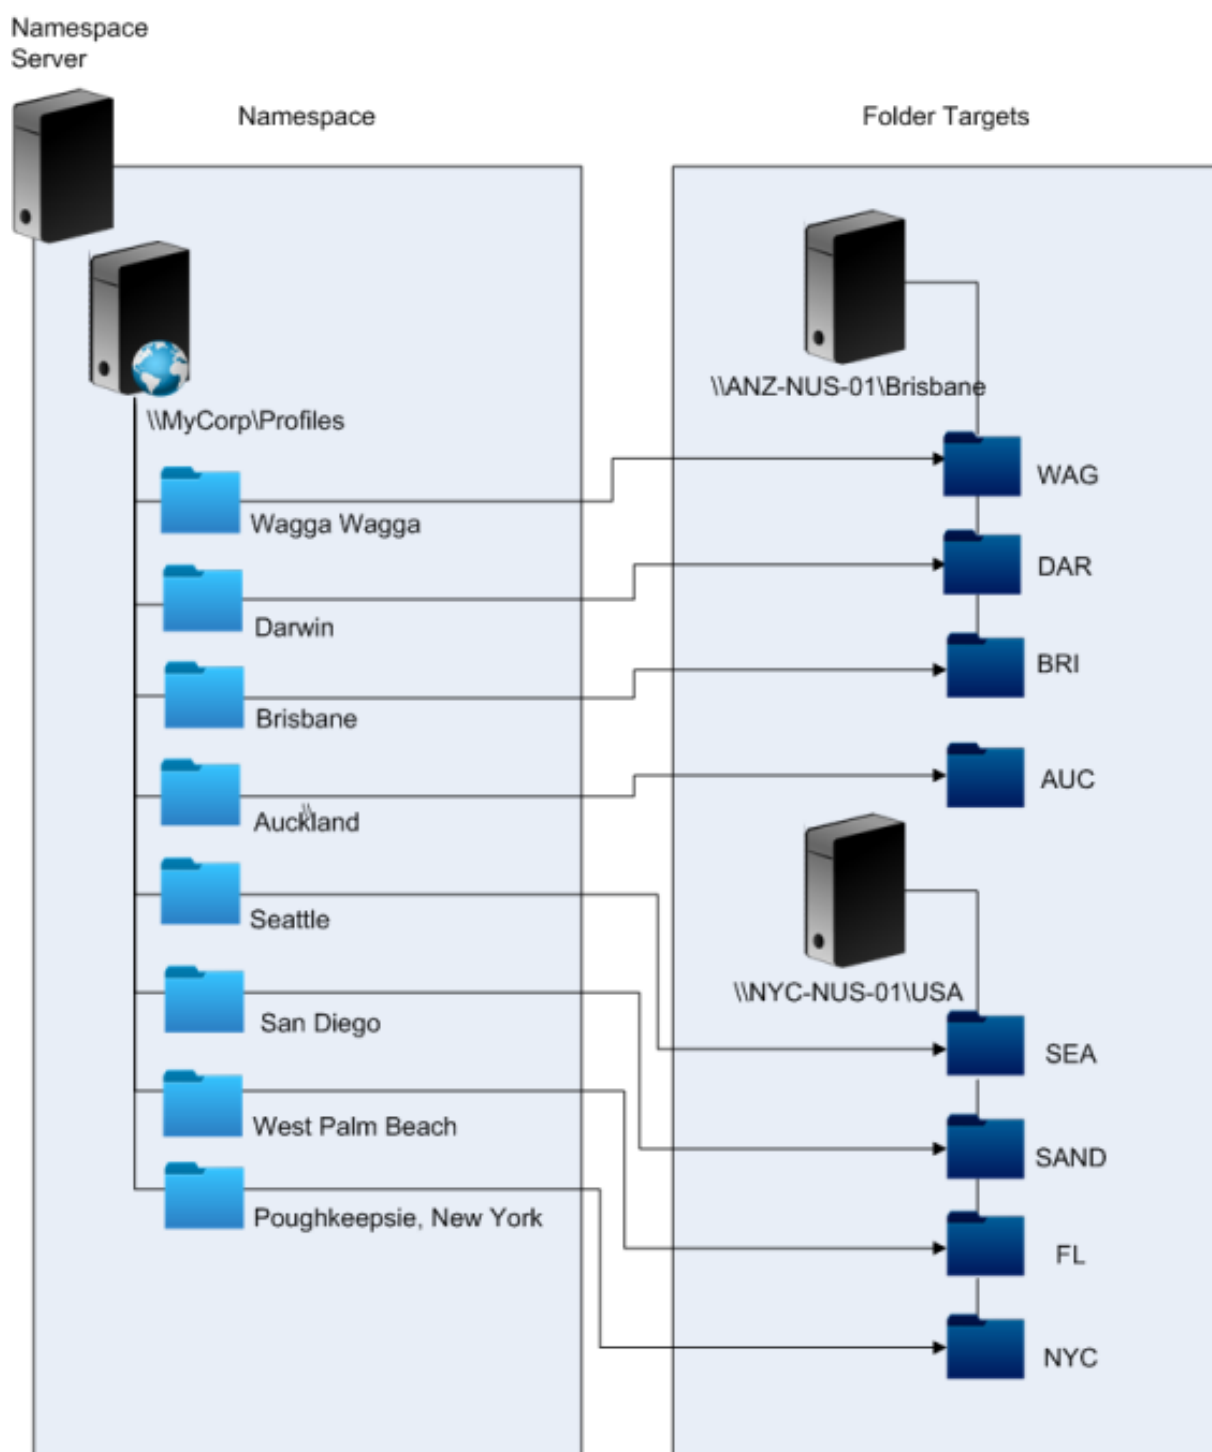 Namespace
Server
Namespace
Folder Targets
\\ANZ-NUS-01\Brisbane
\\MyCorp\Profiles
WAG
Wagga Wagga
DAR
Darwin
BRI
Brisbane
AUC
\\
Auckland
Seattle
\\NYC-NUS-01\USA
San Diego
SEA
West Palm Beach
SAND
Poughkeepsie, New York
FL
NYC